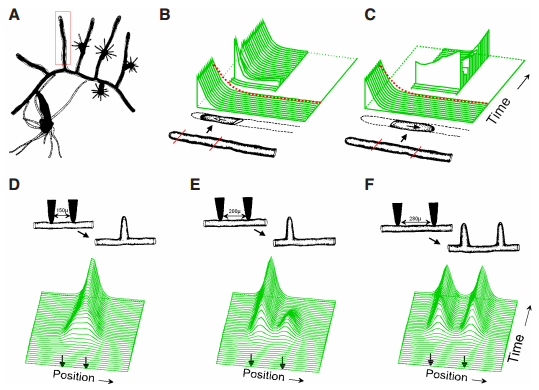 A
B
C
Time
D
E
F
150µ
200µ
280µ
Time
Position
Position
Position